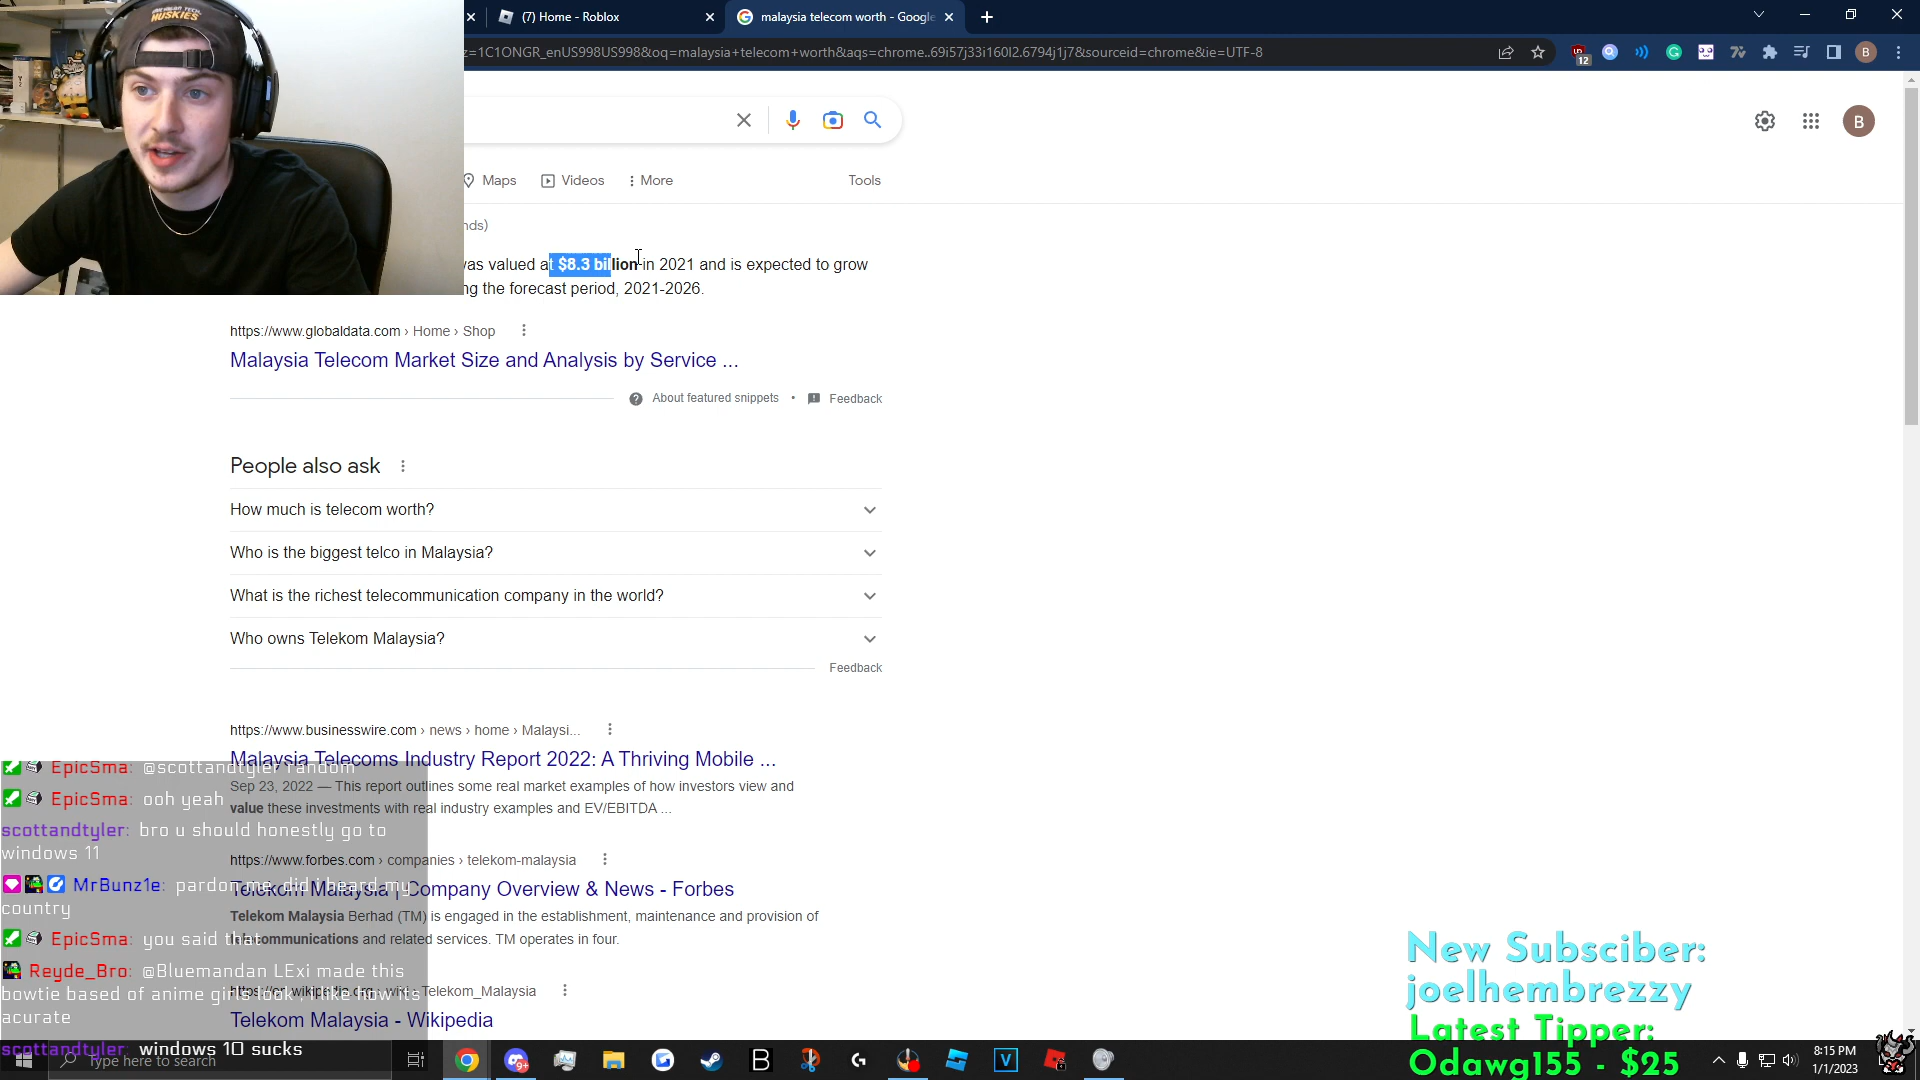 HUSKIES
(7) Home - Roblox
malaysia telecom worth - Google
z=1C1ONGR_enUS998US998&oq=malaysia+telecom+worth&aqs=chrome..69i57j33i160l2.6794j1j7&sourceid=chrome&ie=UTF-8
12
B
B
Maps
Videos
More
Tools
nds)
as valued at $8.3 billion in 2021 and is expected to grow
ng the forecast period, 2021-2026.
https://www.globaldata.com › Home › Shop
Malaysia Telecom Market Size and Analysis by Service ...
About featured snippets • Feedback
People also ask
How much is telecom worth?
Who is the biggest telco in Malaysia?
What is the richest telecommunication company in the world?
Who owns Telekom Malaysia?
Feedback
https://www.businesswire.com › news › home › Malaysi...
Malaysia Telecoms Industry Report 2022: A Thriving Mobile ...
Sep 23, 2022 — This report outlines some real market examples of how investors view and
value these investments with real industry examples and EV/EBITDA ...
https://www.forbes.com › companies › telekom-malaysia
Telekom Malaysia | Company Overview & News - Forbes
Telekom Malaysia Berhad (TM) is engaged in the establishment, maintenance and provision of
telecommunications and related services. TM operates in four.
Telekom_Malaysia
Telekom Malaysia - Wikipedia
EpicSma: @scottandtyler random
EpicSma: ooh yeah
scottandtyler: bro u should honestly go to
windows 11
MrBunz1e: pardon me, did i heard my
country
EpicSma: you said that
Reyde_Bro: @Bluemandan LExi made this
bowtie based of anime girls look, i like how its
acurate
scottandtyler: windows 10 sucks
Type here to search
New Subsciber:
joelhembrezzy
Latest Tipper:
Odawg155 - $25
8:15 PM
1/1/2023